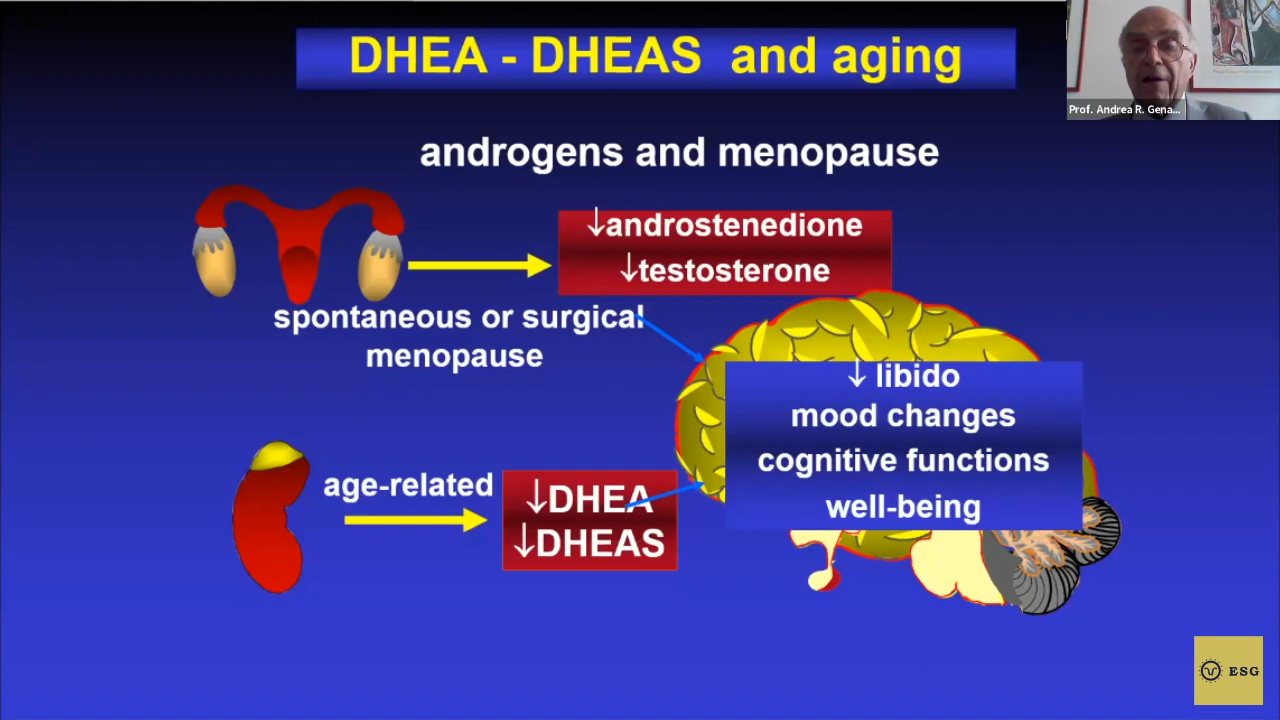 DHEA - DHEAS and aging
Prof. Andrea R. Gena...
androgens and menopause
↓androstenedione
↓testosterone
spontaneous or surgical
menopause
↓ libido
mood changes
cognitive functions
well-being
age-related
↓DHEA
↓DHEAS
ESG